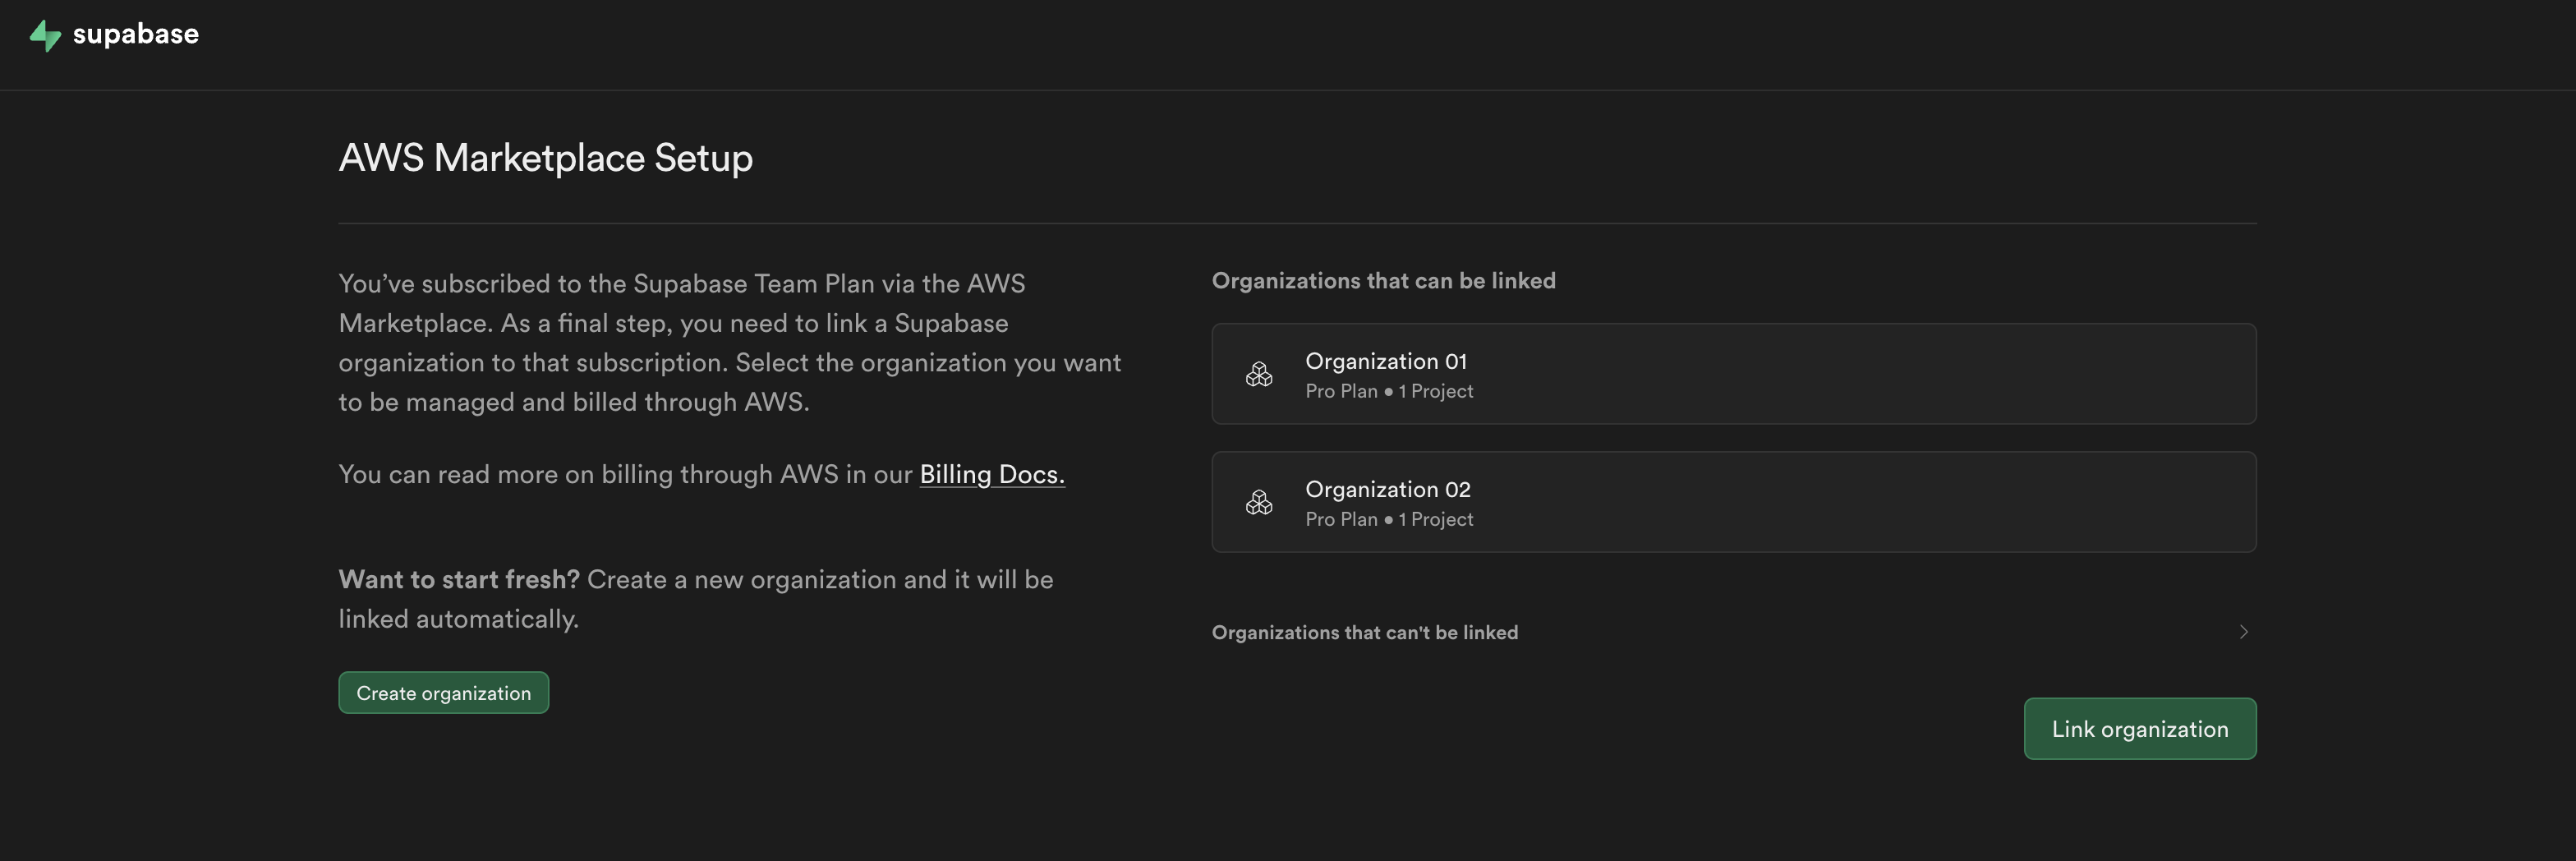 supabase
AWS Marketplace Setup
You’ve subscribed to the Supabase Team Plan via the AWS
Marketplace. As a final step, you need to link a Supabase
organization to that subscription. Select the organization you want
to be managed and billed through AWS.
You can read more on billing through AWS in our Billing Docs.
Want to start fresh? Create a new organization and it will be
linked automatically.
Create organization
Organizations that can be linked
Organization 01
Pro Plan • 1 Project
Organization 02
Pro Plan • 1 Project
Organizations that can't be linked
Link organization